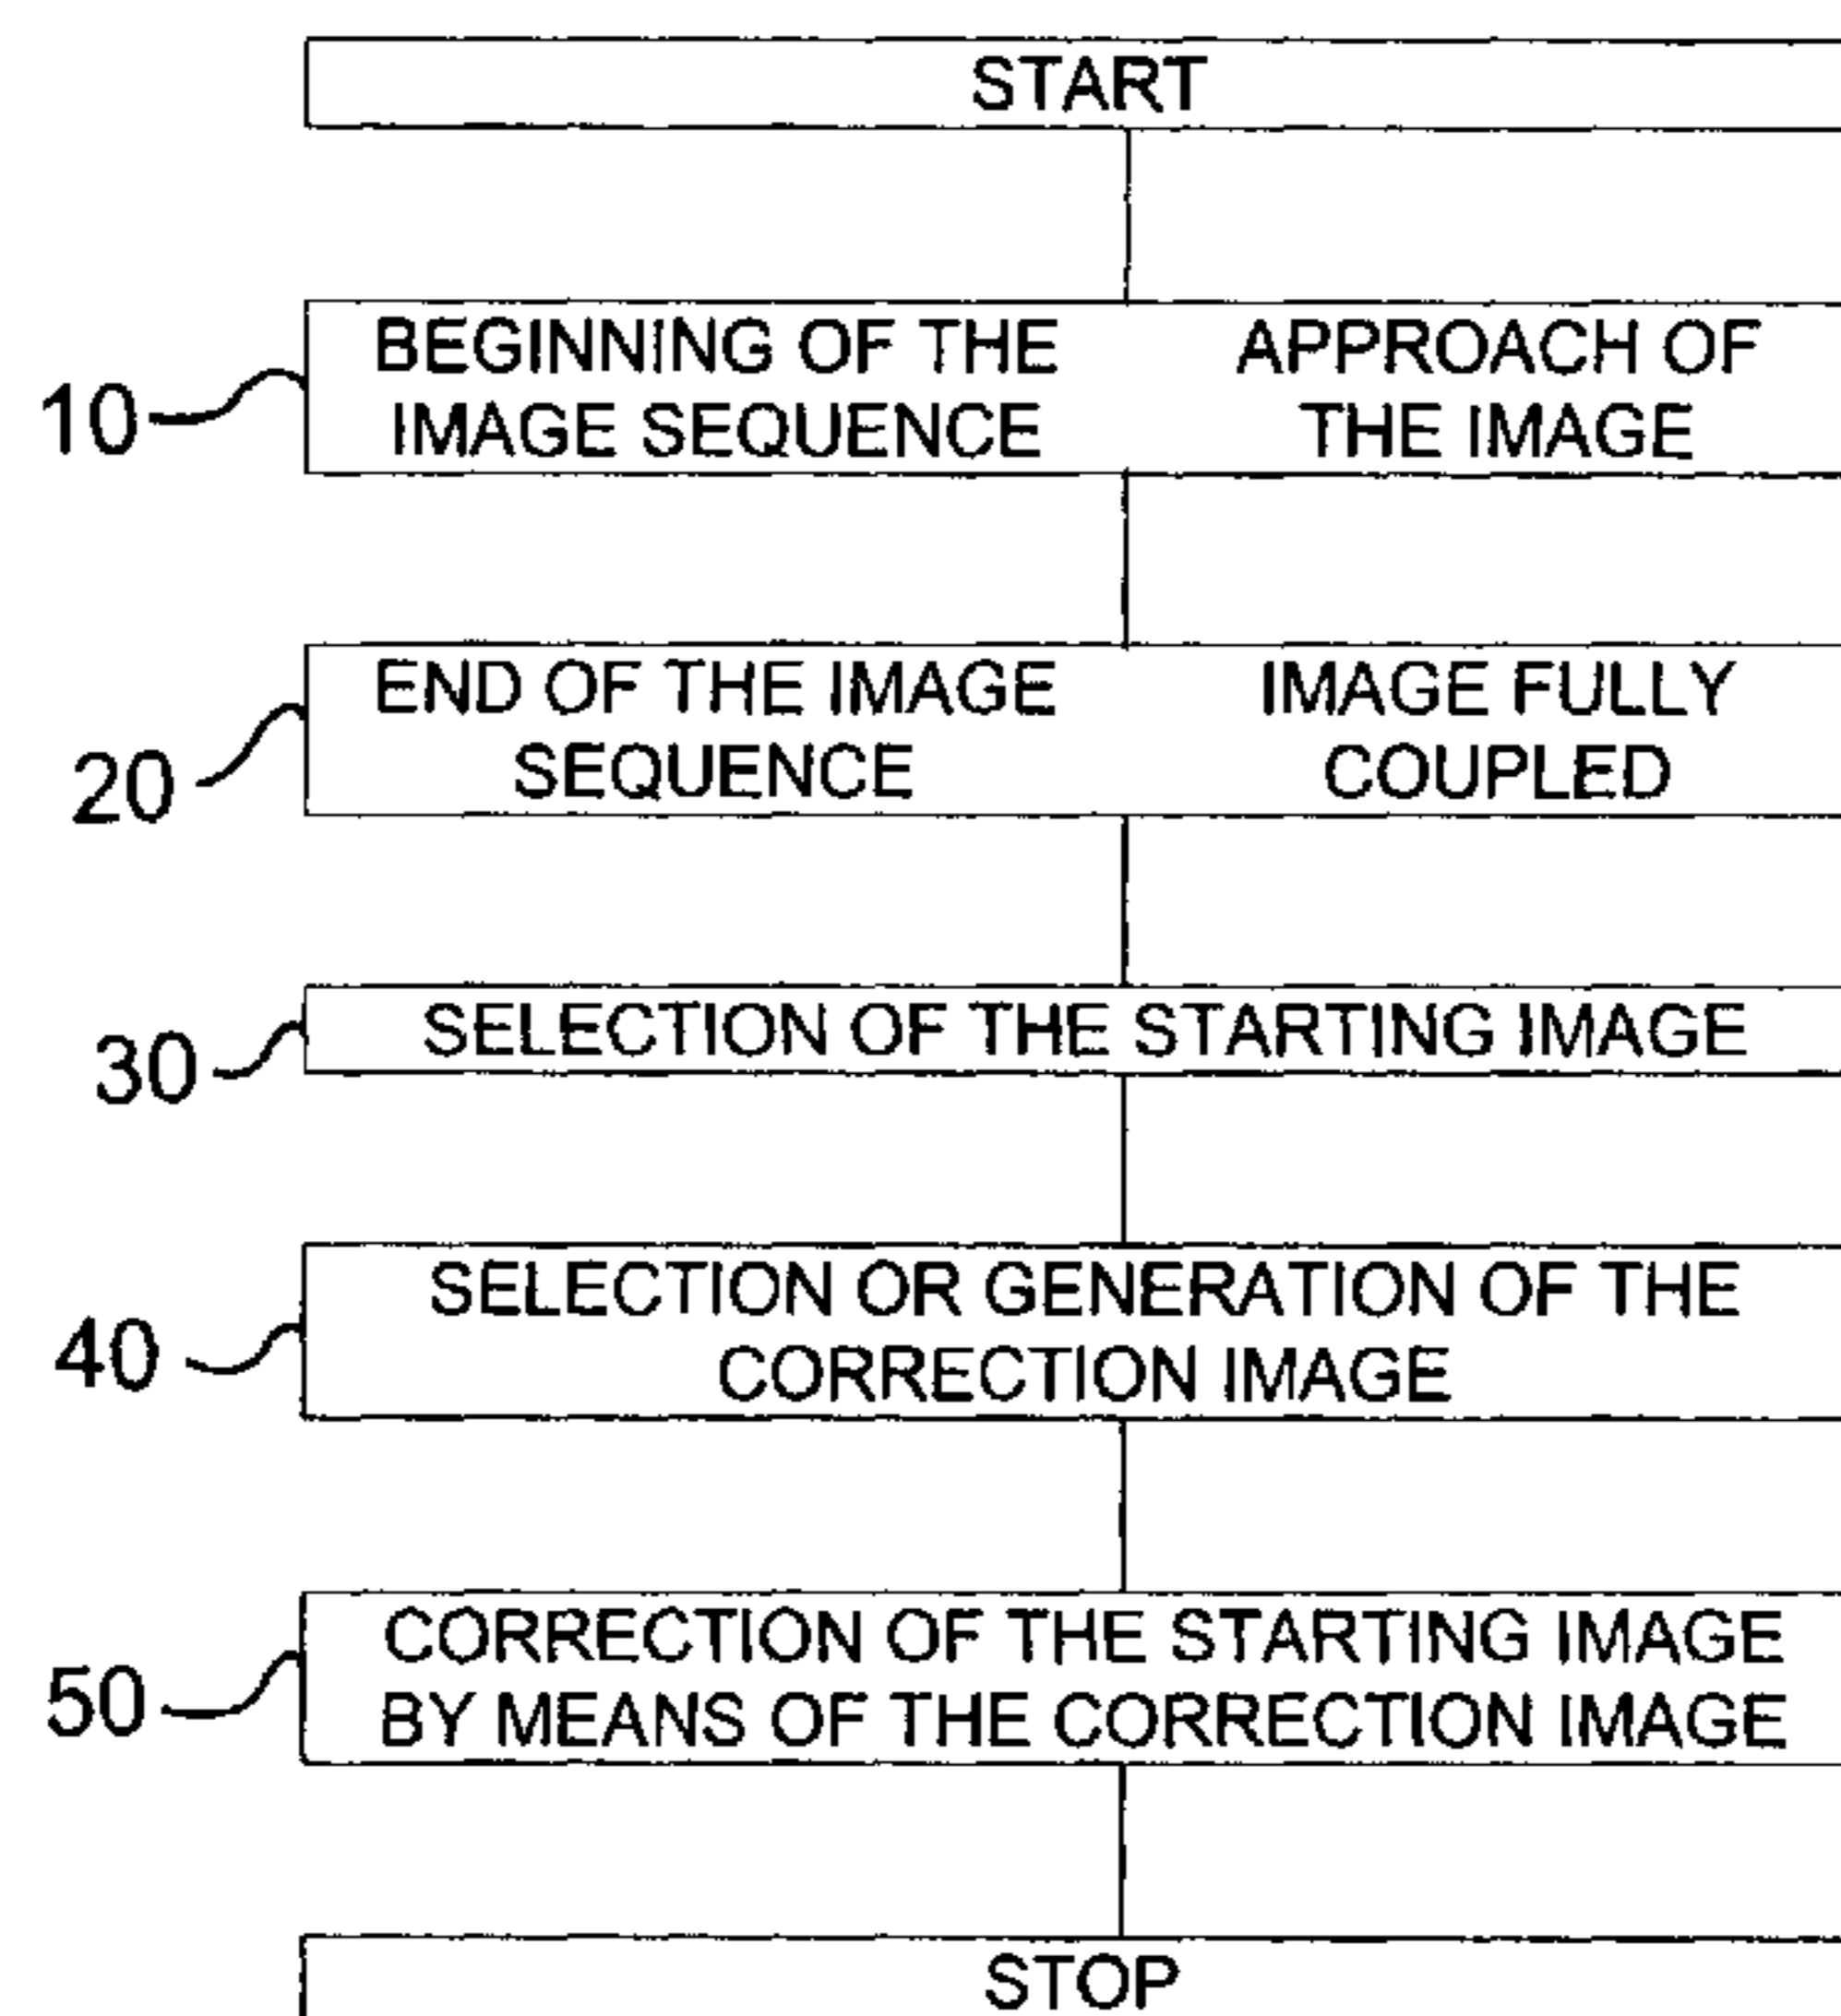 START
10
BEGINNING OF THE
IMAGE SEQUENCE
APPROACH OF
THE IMAGE
20
END OF THE IMAGE
SEQUENCE
IMAGE FULLY
COUPLED
30
SELECTION OF THE STARTING IMAGE
40
SELECTION OR GENERATION OF THE
CORRECTION IMAGE
50
CORRECTION OF THE STARTING IMAGE
BY MEANS OF THE CORRECTION IMAGE
STOP